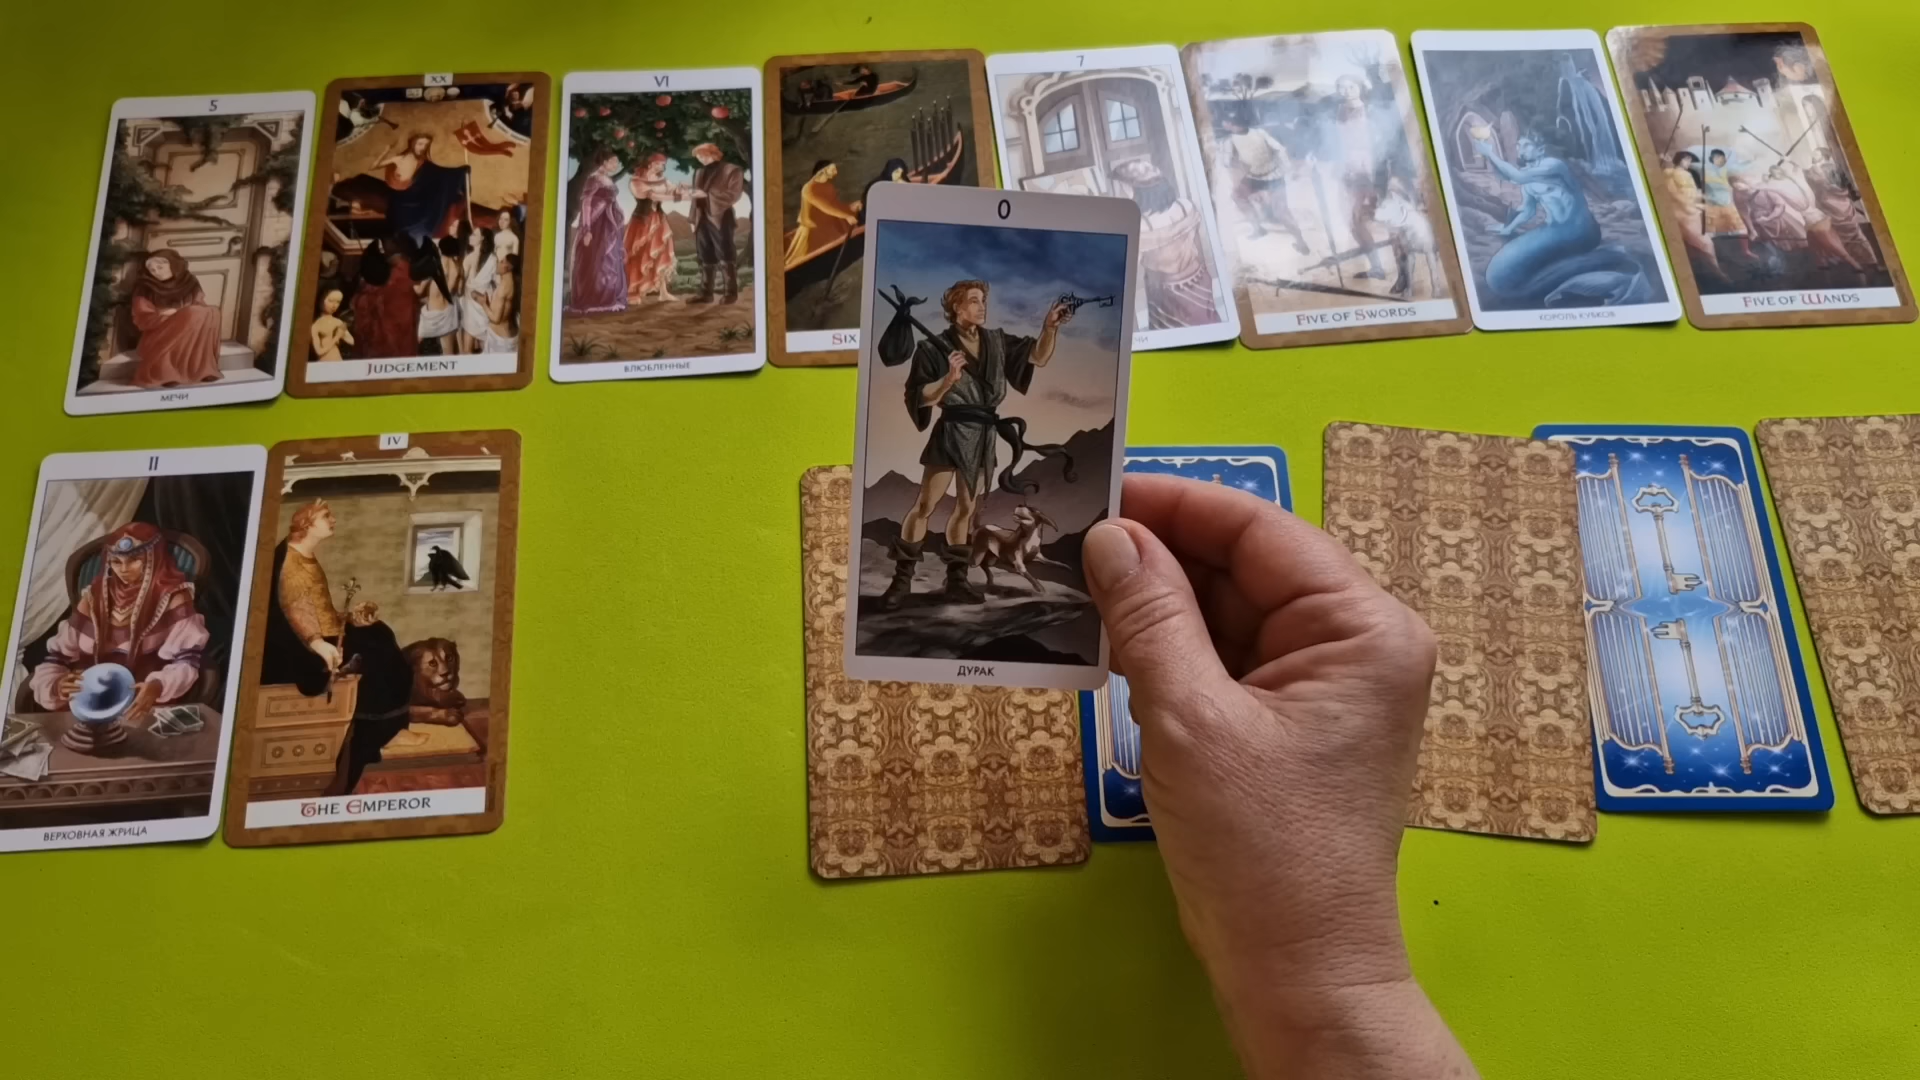 5
МЕЧИ
XX
JUDGEMENT
VI
ВЛЮБЛЕННЫЕ
SIX
7
ЧИ
FIVE OF SWORDS
КОРОЛЬ КУБКОВ
FIVE OF WANDS
II
ВЕРХОВНАЯ ЖРИЦА
IV
THE EMPEROR
0
ДУРАК